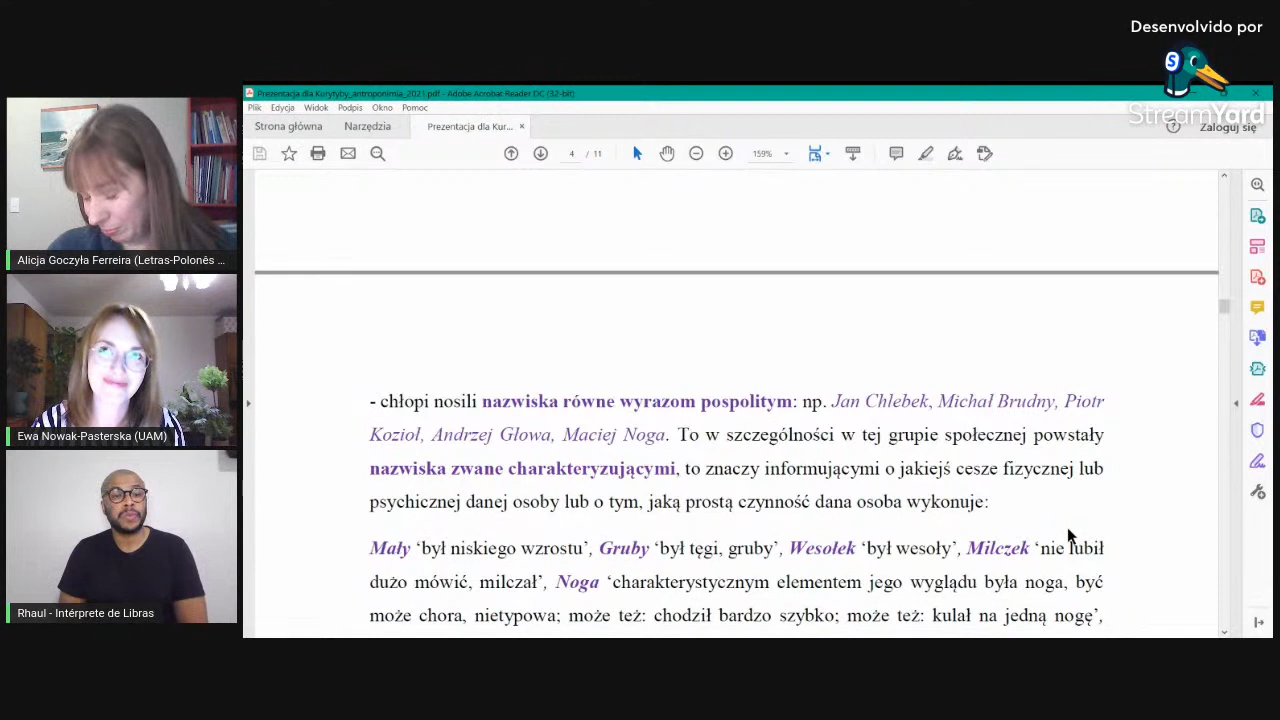 Desenvolvido por
StreamYard
Prezentacja dla Kurytyby_antroponimia_2021.pdf - Adobe Acrobat Reader DC (32-bit)
Plik Edycja Widok Podpis Okno Pomoc
Strona główna Narzędzia Prezentacja dla Kur... × Zaloguj się
4 / 11 159%
- chłopi nosili nazwiska równe wyrazom pospolitym: np. Jan Chlebek, Michał Brudny, Piotr
Kozioł, Andrzej Głowa, Maciej Noga. To w szczególności w tej grupie społecznej powstały
nazwiska zwane charakteryzującymi, to znaczy informującymi o jakiejś cesze fizycznej lub
psychicznej danej osoby lub o tym, jaką prostą czynność dana osoba wykonuje:
Mały ‘był niskiego wzrostu’, Gruby ‘był tęgi, gruby’, Wesołek ‘był wesoły’, Milczek ‘nie lubił
dużo mówić, milczał’, Noga ‘charakterystycznym elementem jego wyglądu była noga, być
może chora, nietypowa; może też: chodził bardzo szybko; może też: kulał na jedną nogę’,
Alicja Goczyła Ferreira (Letras-Polonês ...
Ewa Nowak-Pasterska (UAM)
Rhaul - Intérprete de Libras